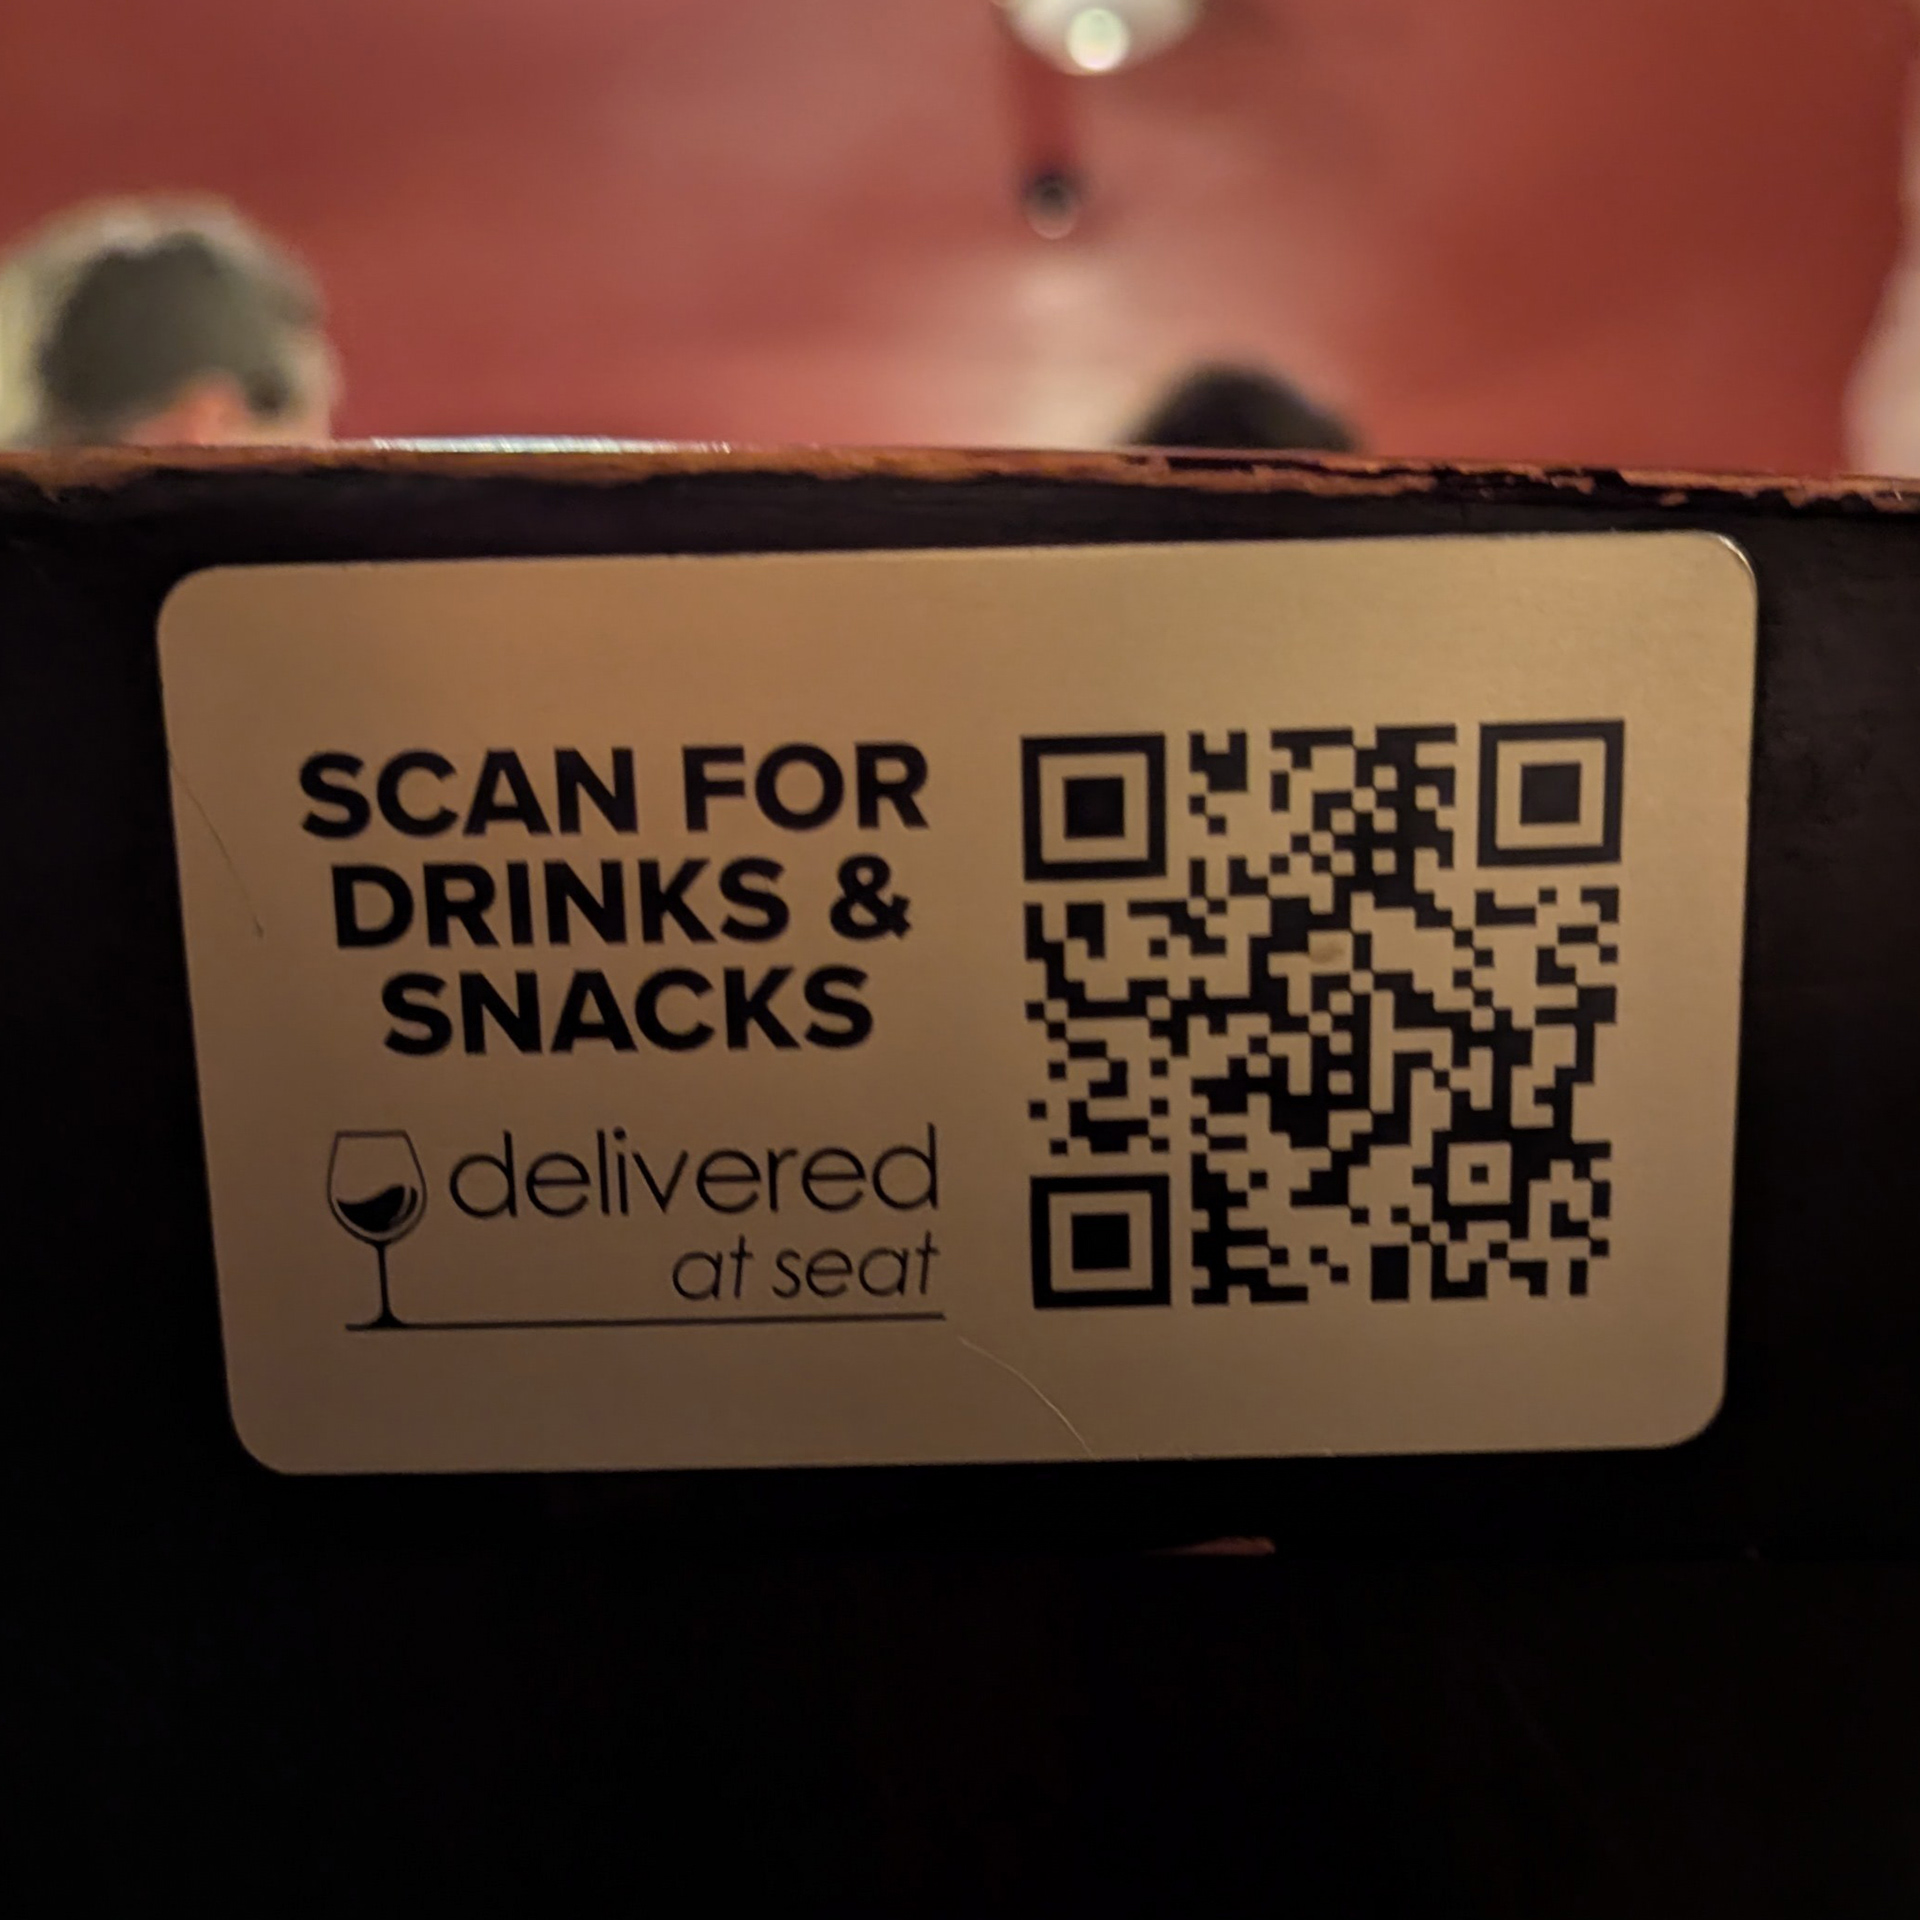 SCAN FOR
DRINKS &
SNACKS
delivered
at seat